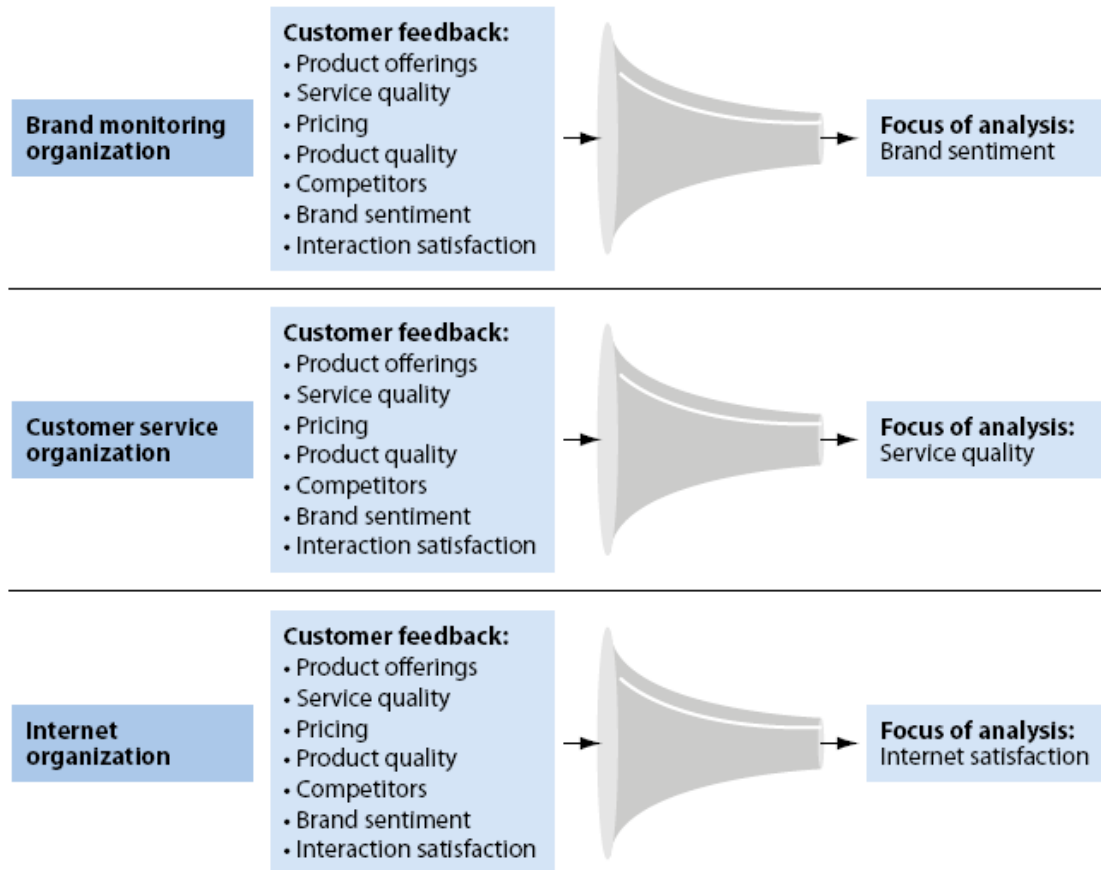 Brand monitoring
organization
Customer feedback:
• Product offerings
• Service quality
• Pricing
• Product quality
• Competitors
• Brand sentiment
• Interaction satisfaction
Focus of analysis:
Brand sentiment
Customer service
organization
Customer feedback:
• Product offerings
• Service quality
• Pricing
• Product quality
• Competitors
• Brand sentiment
• Interaction satisfaction
Focus of analysis:
Service quality
Internet
organization
Customer feedback:
• Product offerings
• Service quality
• Pricing
• Product quality
• Competitors
• Brand sentiment
• Interaction satisfaction
Focus of analysis:
Internet satisfaction